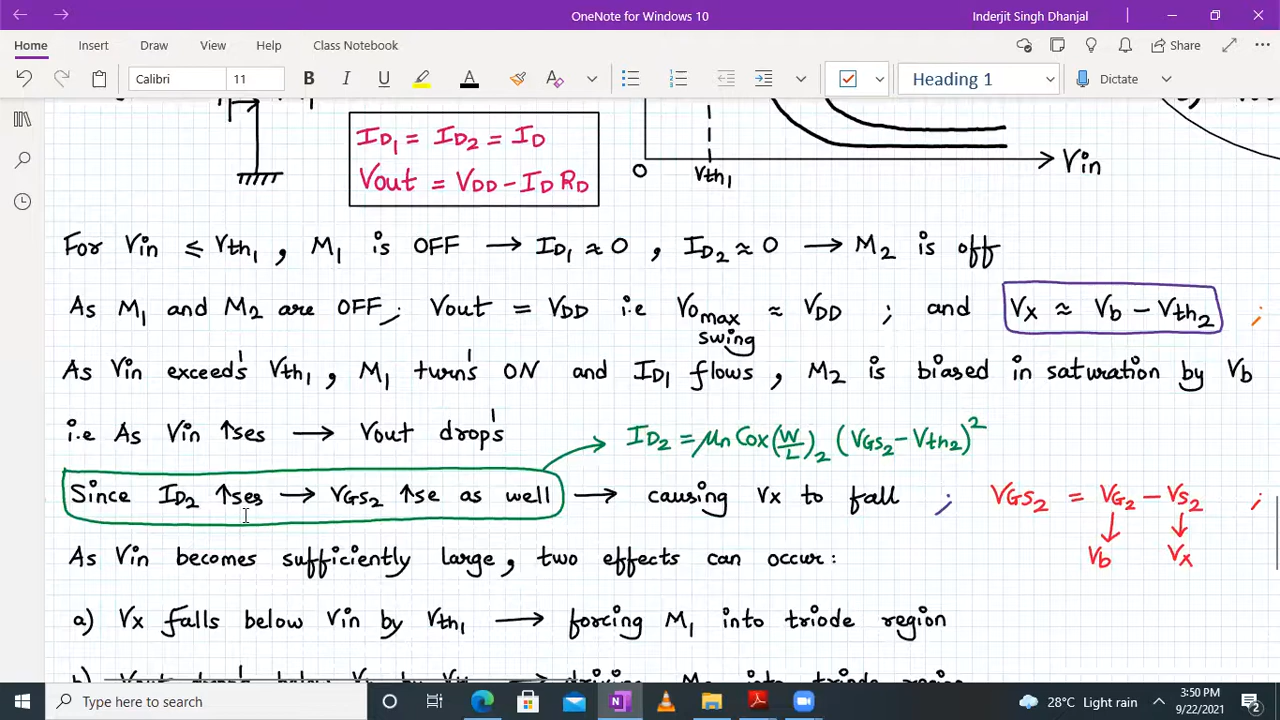 OneNote for Windows 10
Inderjit Singh Dhanjal
Home Insert Draw View Help Class Notebook Share
Calibri 11 B I U A Heading 1 Dictate
ID1 = ID2 = ID
Vout = VDD - ID RD
0 Vth1 Vin
For Vin ≤ Vth1 , M1 is OFF → ID1 ≈ 0 , ID2 ≈ 0 → M2 is off
As M1 and M2 are OFF; Vout = VDD i.e Vomax ≈ VDD ; and Vx ≈ Vb - Vth2 ;
swing
As Vin exceed's Vth1 , M1 turn's ON and ID1 flows , M2 is biased in saturation by Vb
i.e As Vin ↑ses → Vout drop's
ID2 = μn Cox (W/L)2 (VGS2 - Vth2)²
Since ID2 ↑ses → VGS2 ↑se as well → causing Vx to fall ; VGS2 = VG2 - VS2 ;
↓ ↓
Vb Vx
As Vin becomes sufficiently large, two effects can occur:
a) Vx falls below Vin by Vth1 → forcing M1 into triode region
Type here to search
28°C Light rain
3:50 PM
9/22/2021
2